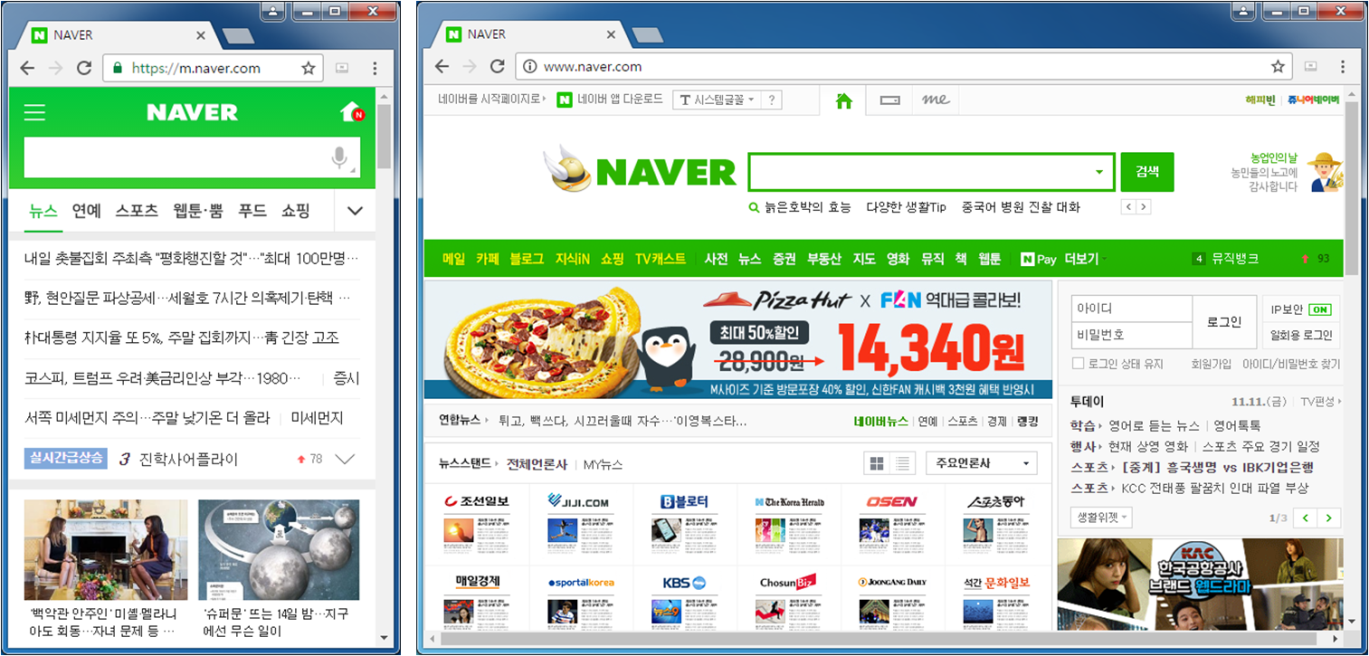 NAVER
https://m.naver.com
NAVER
N
뉴스 연예 스포츠 웹툰·뿜 푸드 쇼핑
내일 촛불집회 주최측 "평화행진할 것"…"최대 100만명…
野, 현안질문 파상공세…세월호 7시간 의혹제기·탄핵 …
朴대통령 지지율 또 5%, 주말 집회까지…靑 긴장 고조
코스피, 트럼프 우려·美금리인상 부각…1980… 증시
서쪽 미세먼지 주의…주말 낮기온 더 올라 미세먼지
실시간급상승 3 진학사어플라이 78
'백악관 안주인' 미셸·멜라니
아도 회동…자녀 문제 등 …
'슈퍼문' 뜨는 14일 밤…지구
에선 무슨 일이
NAVER
www.naver.com
네이버를 시작페이지로 네이버 앱 다운로드 T 시스템글꼴 ? me 해피빈 쥬니어네이버
NAVER 검색
농업인의 날
농민들의 노고에
감사합니다
늙은호박의 효능 다양한 생활Tip 중국어 병원 진찰 대화
메일 카페 블로그 지식iN 쇼핑 TV캐스트 사전 뉴스 증권 부동산 지도 영화 뮤직 책 웹툰 N Pay 더보기 4 뮤직뱅크 93
Pizza Hut X FAN 역대급 콜라보!
최대 50%할인
28,900원 14,340원
M사이즈 기준 방문포장 40% 할인, 신한FAN 캐시백 3천원 혜택 반영시
아이디
비밀번호
로그인
IP보안 ON
일회용 로그인
로그인 상태 유지 회원가입 아이디/비밀번호 찾기
연합뉴스 튀고, 빽쓰다, 시끄러울때 자수…'이영복스타… 네이버뉴스 연예 스포츠 경제 랭킹
투데이 11.11.(금) TV편성
학습 영어로 듣는 뉴스 영어톡톡
행사 현재 상영 영화 스포츠 주요 경기 일정
스포츠 [중계] 흥국생명 vs IBK기업은행
스포츠 KCC 전태풍 팔꿈치 인대 파열 부상
생활위젯 1/3
뉴스스탠드 전체언론사 MY뉴스 주요언론사
조선일보 JIJI.COM 블로터 The Korea Herald OSEN 스포츠동아
매일경제 sportalkorea KBS ChosunBiz JOONGANG DAILY 석간 문화일보
KAC
한국공항공사
브랜드 웹드라마